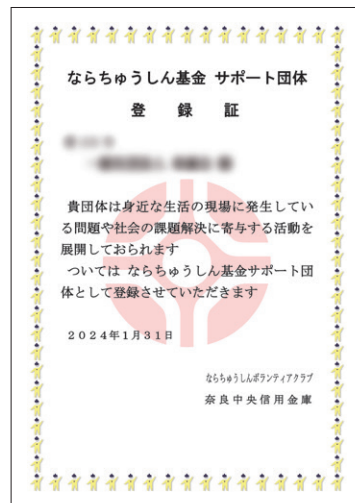 ならちゅうしん基金 サポート団体
登 録 証
貴団体は身近な生活の現場に発生してい
る問題や社会の課題解決に寄与する活動を
展開しておられます
ついては ならちゅうしん基金サポート団
体として登録させていただきます
2024年1月31日
ならちゅうしんボランティアクラブ
奈良中央信用金庫